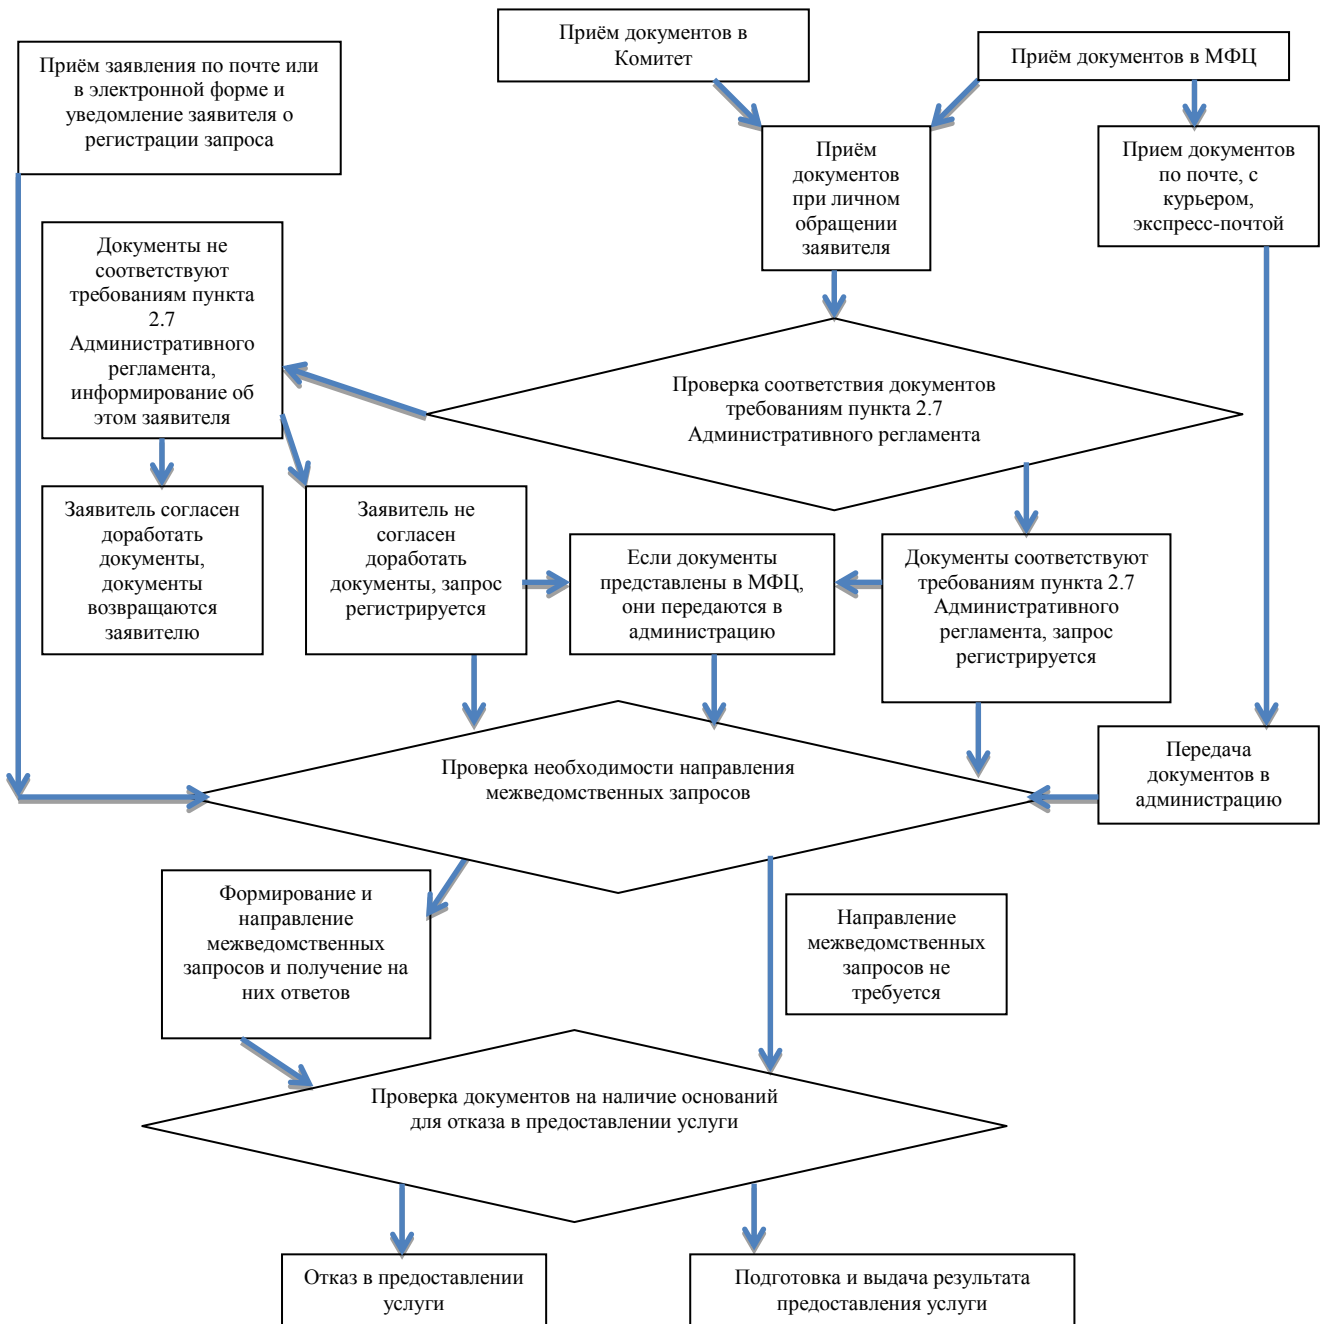 Приём документов в
Комитет
Приём документов в МФЦ
Приём заявления по почте или
в электронной форме и
уведомление заявителя о
регистрации запроса
Приём
документов
при личном
обращении
заявителя
Прием документов
по почте, с
курьером,
экспресс-почтой
Документы не
соответствуют
требованиям пункта
2.7
Административного
регламента,
информирование об
этом заявителя
Проверка соответствия документов
требованиям пункта 2.7
Административного регламента
Заявитель согласен
доработать
документы,
документы
возвращаются
заявителю
Заявитель не
согласен
доработать
документы, запрос
регистрируется
Если документы
представлены в МФЦ,
они передаются в
администрацию
Документы соответствуют
требованиям пункта 2.7
Административного
регламента, запрос
регистрируется
Проверка необходимости направления
межведомственных запросов
Передача
документов в
администрацию
Формирование и
направление
межведомственных
запросов и получение на
них ответов
Направление
межведомственных
запросов не
требуется
Проверка документов на наличие оснований
для отказа в предоставлении услуги
Отказ в предоставлении
услуги
Подготовка и выдача результата
предоставления услуги